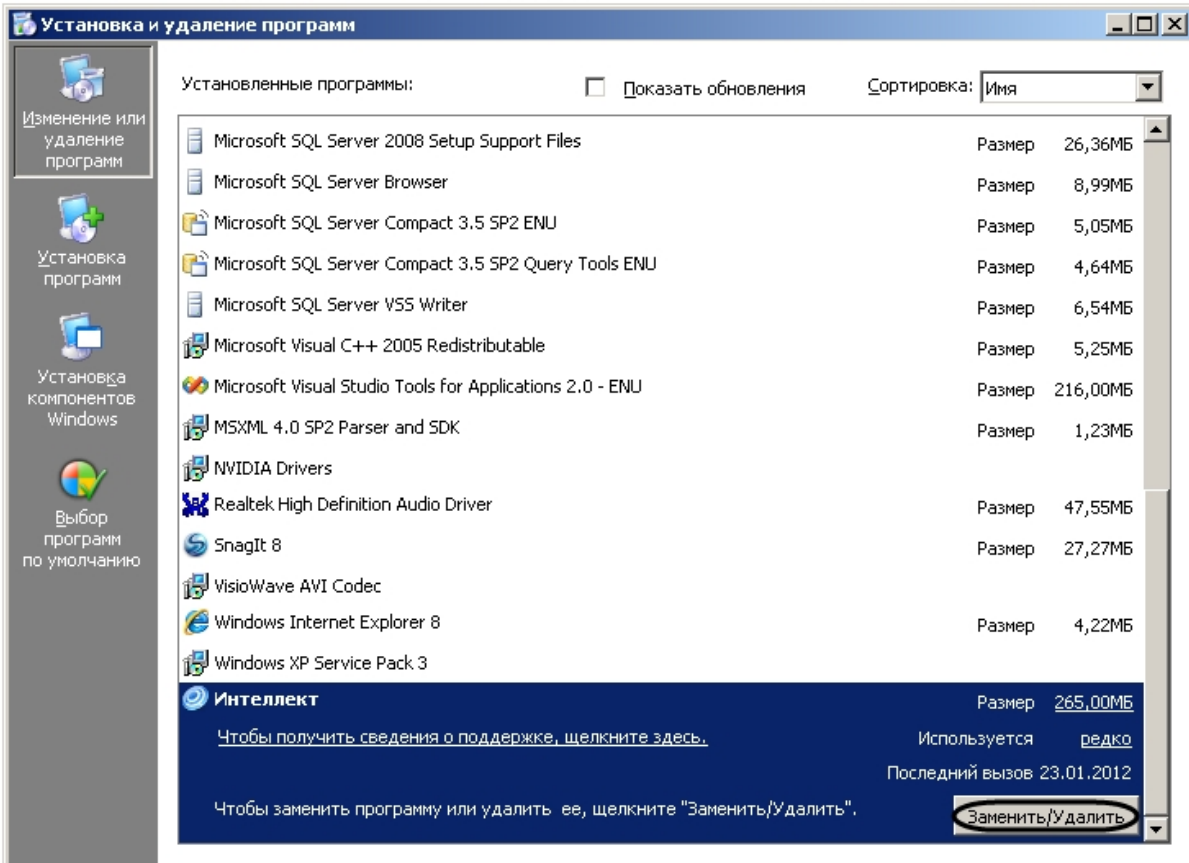 Установка и удаление программ
Изменение или
удаление
программ
Установка
программ
Установка
компонентов
Windows
Выбор
программ
по умолчанию
Установленные программы:
Показать обновления
Сортировка: Имя
Microsoft SQL Server 2008 Setup Support Files Размер 26,36МБ
Microsoft SQL Server Browser Размер 8,99МБ
Microsoft SQL Server Compact 3.5 SP2 ENU Размер 5,05МБ
Microsoft SQL Server Compact 3.5 SP2 Query Tools ENU Размер 4,64МБ
Microsoft SQL Server VSS Writer Размер 6,54МБ
Microsoft Visual C++ 2005 Redistributable Размер 5,25МБ
Microsoft Visual Studio Tools for Applications 2.0 - ENU Размер 216,00МБ
MSXML 4.0 SP2 Parser and SDK Размер 1,23МБ
NVIDIA Drivers
Realtek High Definition Audio Driver Размер 47,55МБ
SnagIt 8 Размер 27,27МБ
VisioWave AVI Codec
Windows Internet Explorer 8 Размер 4,22МБ
Windows XP Service Pack 3
Интеллект Размер 265,00МБ
Чтобы получить сведения о поддержке, щелкните здесь. Используется редко
Последний вызов 23.01.2012
Чтобы заменить программу или удалить ее, щелкните "Заменить/Удалить". Заменить/Удалить